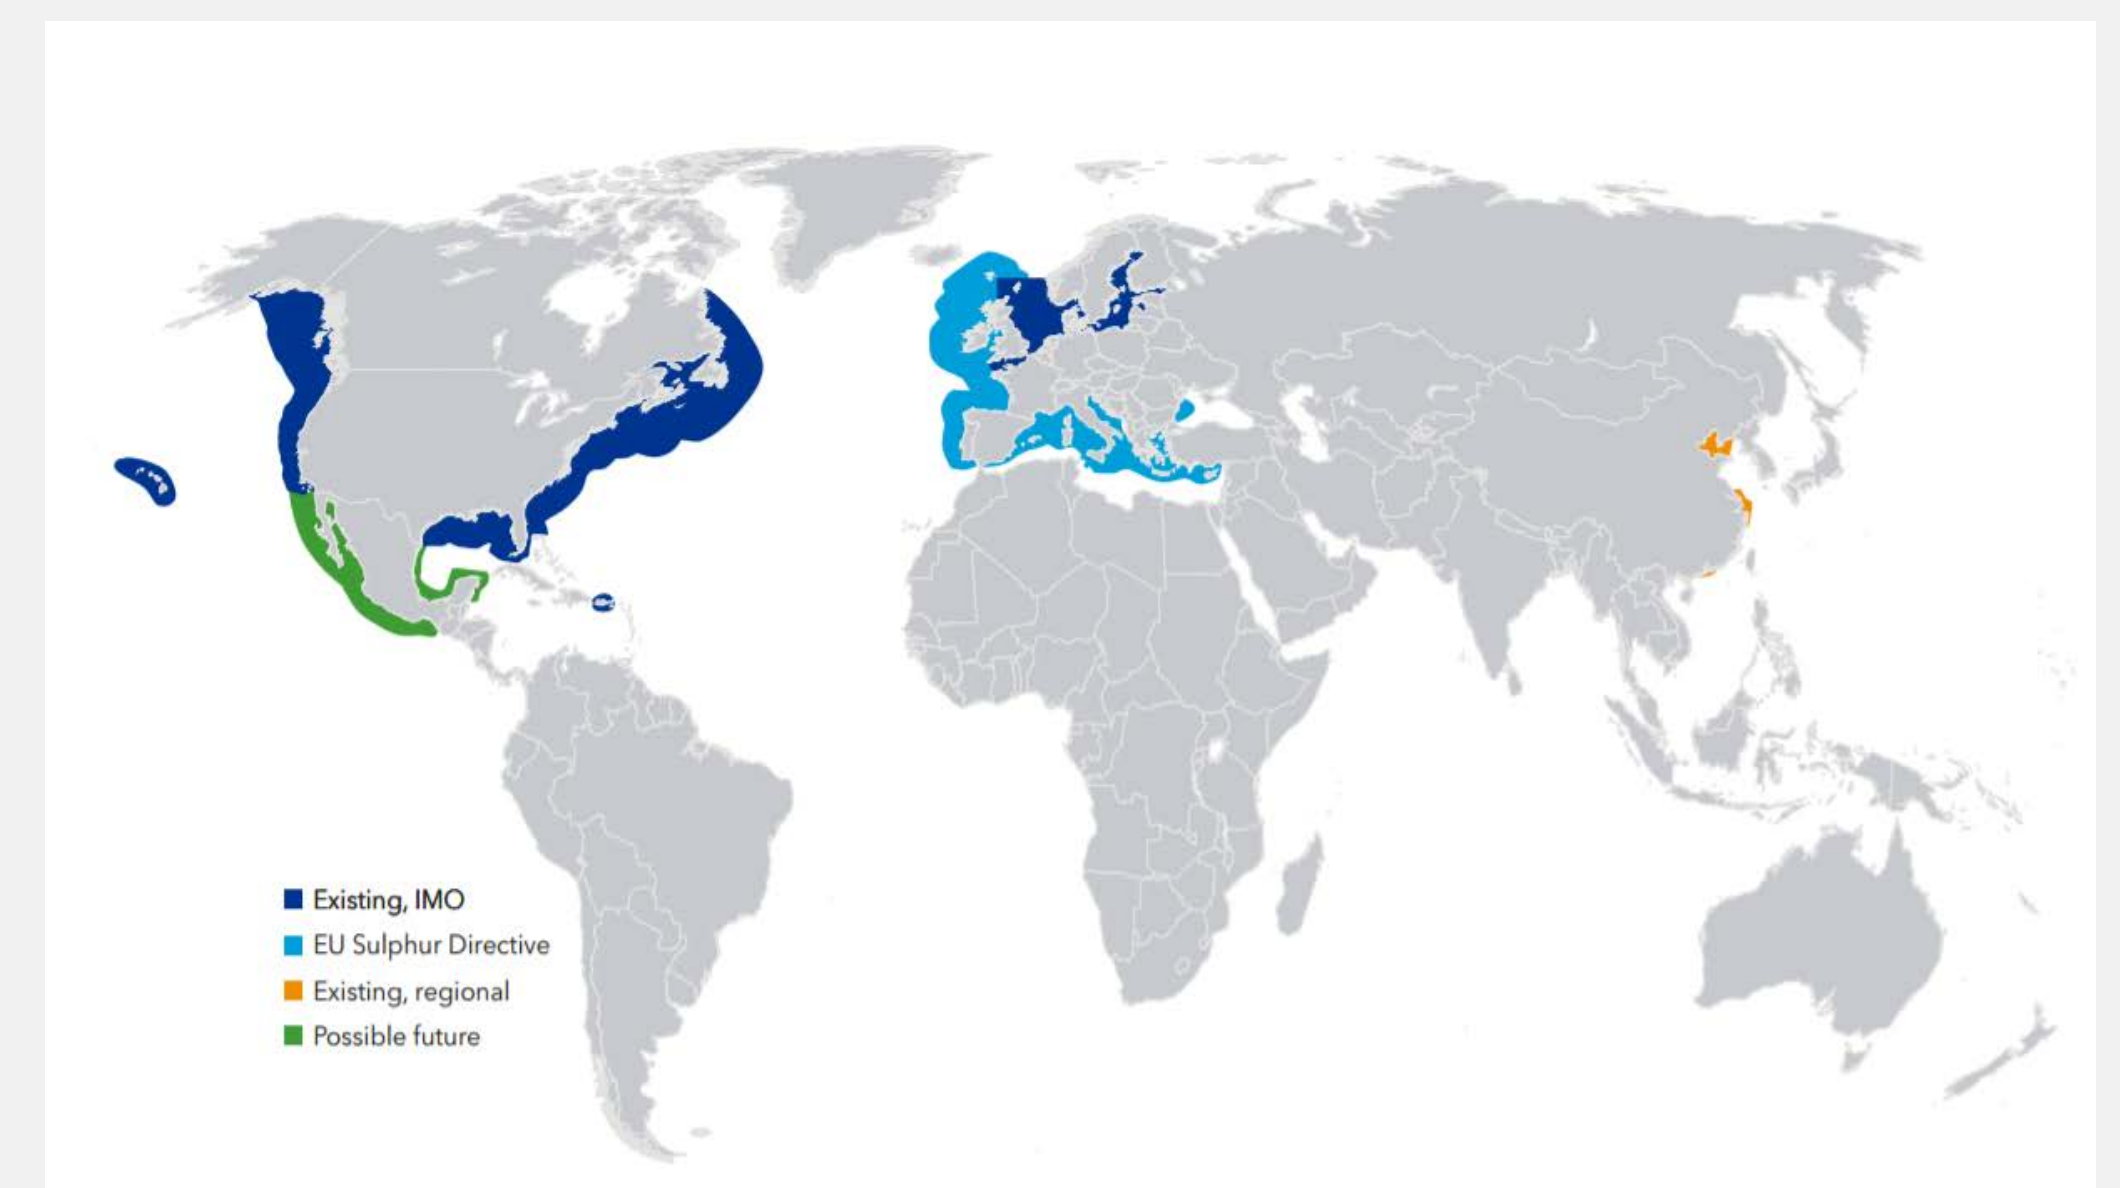 Existing, IMO
EU Sulphur Directive
Existing, regional
Possible future